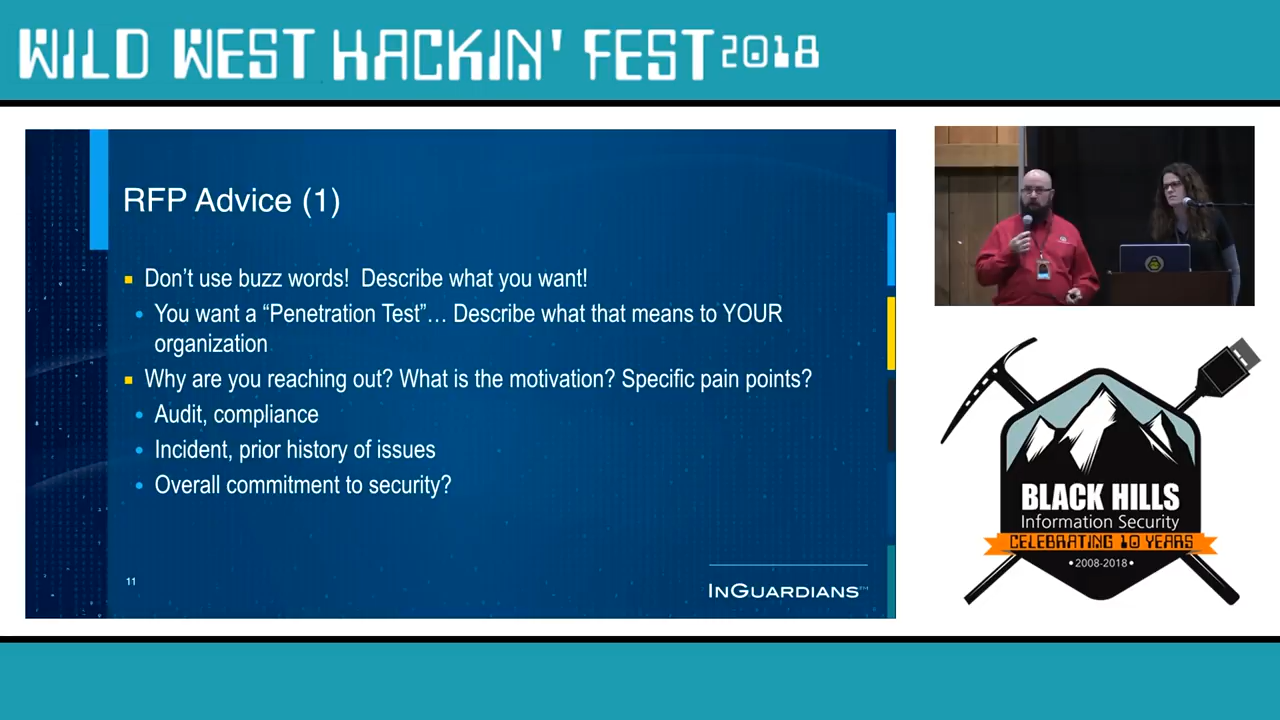 WILD WEST HACKIN' FEST 2018
RFP Advice (1)
Don't use buzz words!  Describe what you want!
You want a “Penetration Test”… Describe what that means to YOUR
organization
Why are you reaching out? What is the motivation? Specific pain points?
Audit, compliance
Incident, prior history of issues
Overall commitment to security?
11
INGUARDIANS℠
BLACK HILLS
Information Security
CELEBRATING 10 YEARS
•2008-2018•